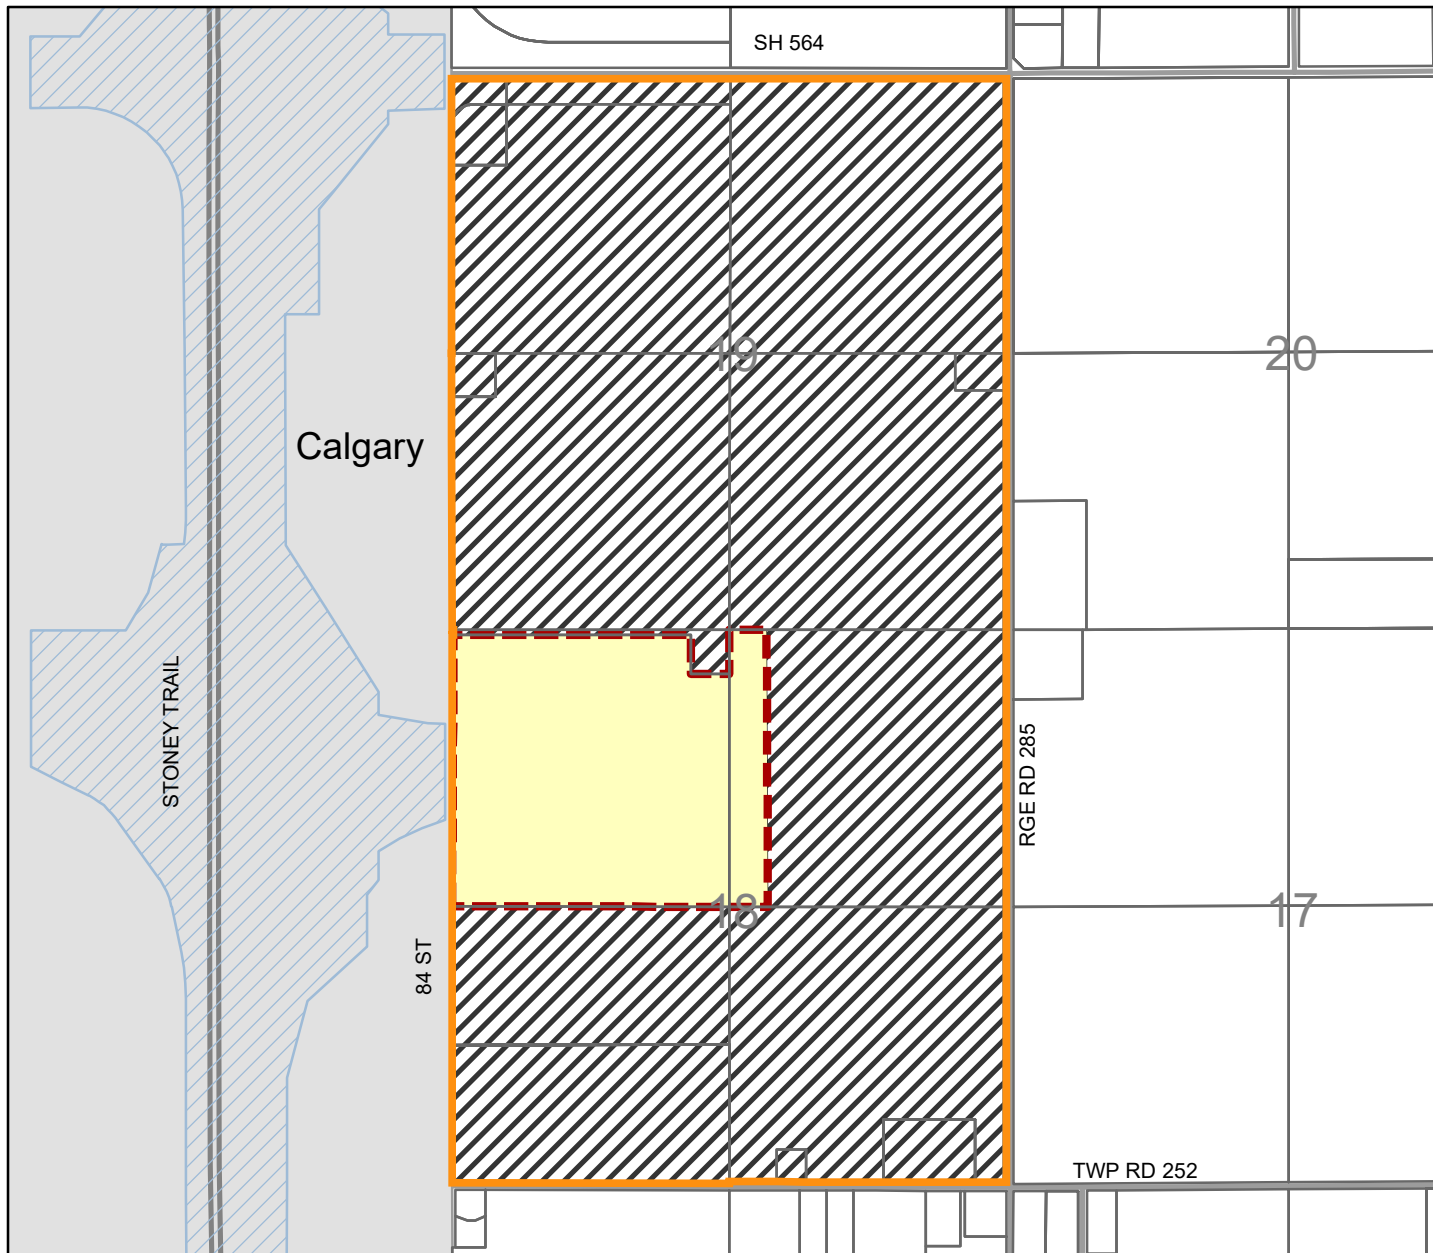 SH 564
19
20
Calgary
STONEY TRAIL
RGE RD 285
18
17
84 ST
TWP RD 252